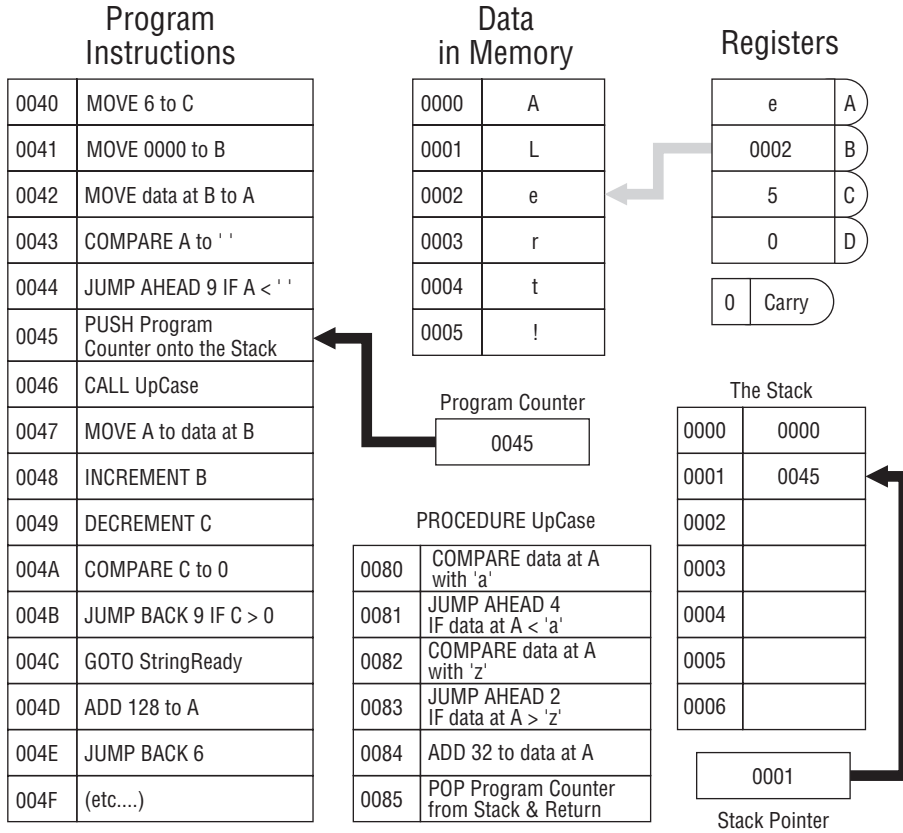 Program
Instructions
0040 MOVE 6 to C
0041 MOVE 0000 to B
0042 MOVE data at B to A
0043 COMPARE A to ' '
0044 JUMP AHEAD 9 IF A < ' '
0045 PUSH Program
Counter onto the Stack
0046 CALL UpCase
0047 MOVE A to data at B
0048 INCREMENT B
0049 DECREMENT C
004A COMPARE C to 0
004B JUMP BACK 9 IF C > 0
004C GOTO StringReady
004D ADD 128 to A
004E JUMP BACK 6
004F (etc....)
Data
in Memory
0000 A
0001 L
0002 e
0003 r
0004 t
0005 !
Registers
e A
0002 B
5 C
0 D
0 Carry
Program Counter
0045
PROCEDURE UpCase
0080 COMPARE data at A
with 'a'
0081 JUMP AHEAD 4
IF data at A < 'a'
0082 COMPARE data at A
with 'z'
0083 JUMP AHEAD 2
IF data at A > 'z'
0084 ADD 32 to data at A
0085 POP Program Counter
from Stack & Return
The Stack
0000 0000
0001 0045
0002
0003
0004
0005
0006
0001
Stack Pointer